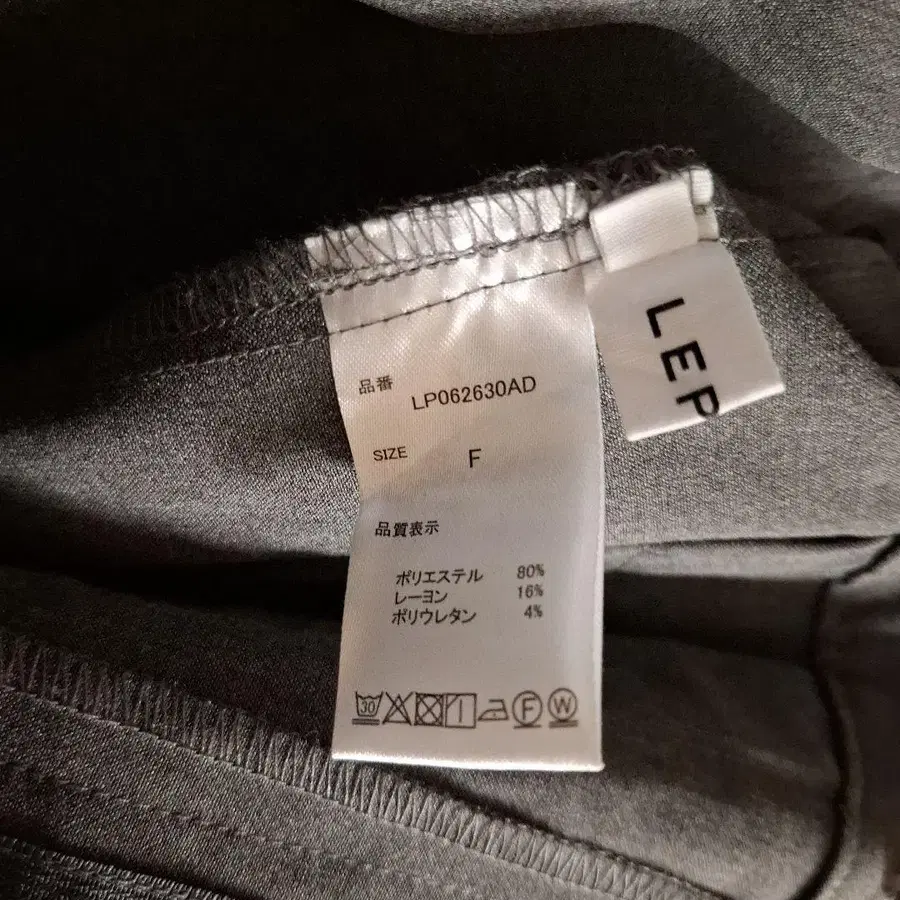 品番
LP062630AD
SIZE F
品質表示
ポリエステル 80%
レーヨン 16%
ポリウレタン 4%
30 F W
LEP